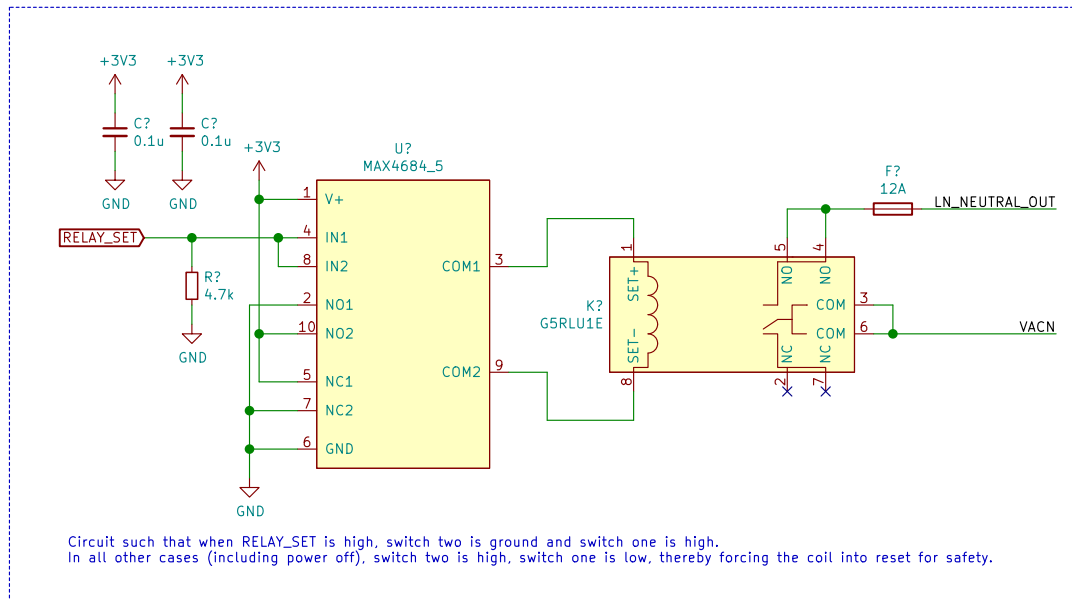 +3V3
+3V3
C?
0.1u
C?
0.1u
GND
GND
+3V3
U?
MAX4684_5
RELAY_SET
R?
4.7k
GND
1 V+
4 IN1
8 IN2
2 NO1
10 NO2
5 NC1
7 NC2
6 GND
COM1 3
COM2 9
GND
K?
G5RLU1E
1
SET+
SET-
8
5
4
NO
NO
COM 3
COM 6
NC
NC
2
7
F?
12A
LN_NEUTRAL_OUT
VACN
Circuit such that when RELAY_SET is high, switch two is ground and switch one is high.
In all other cases (including power off), switch two is high, switch one is low, thereby forcing the coil into reset for safety.